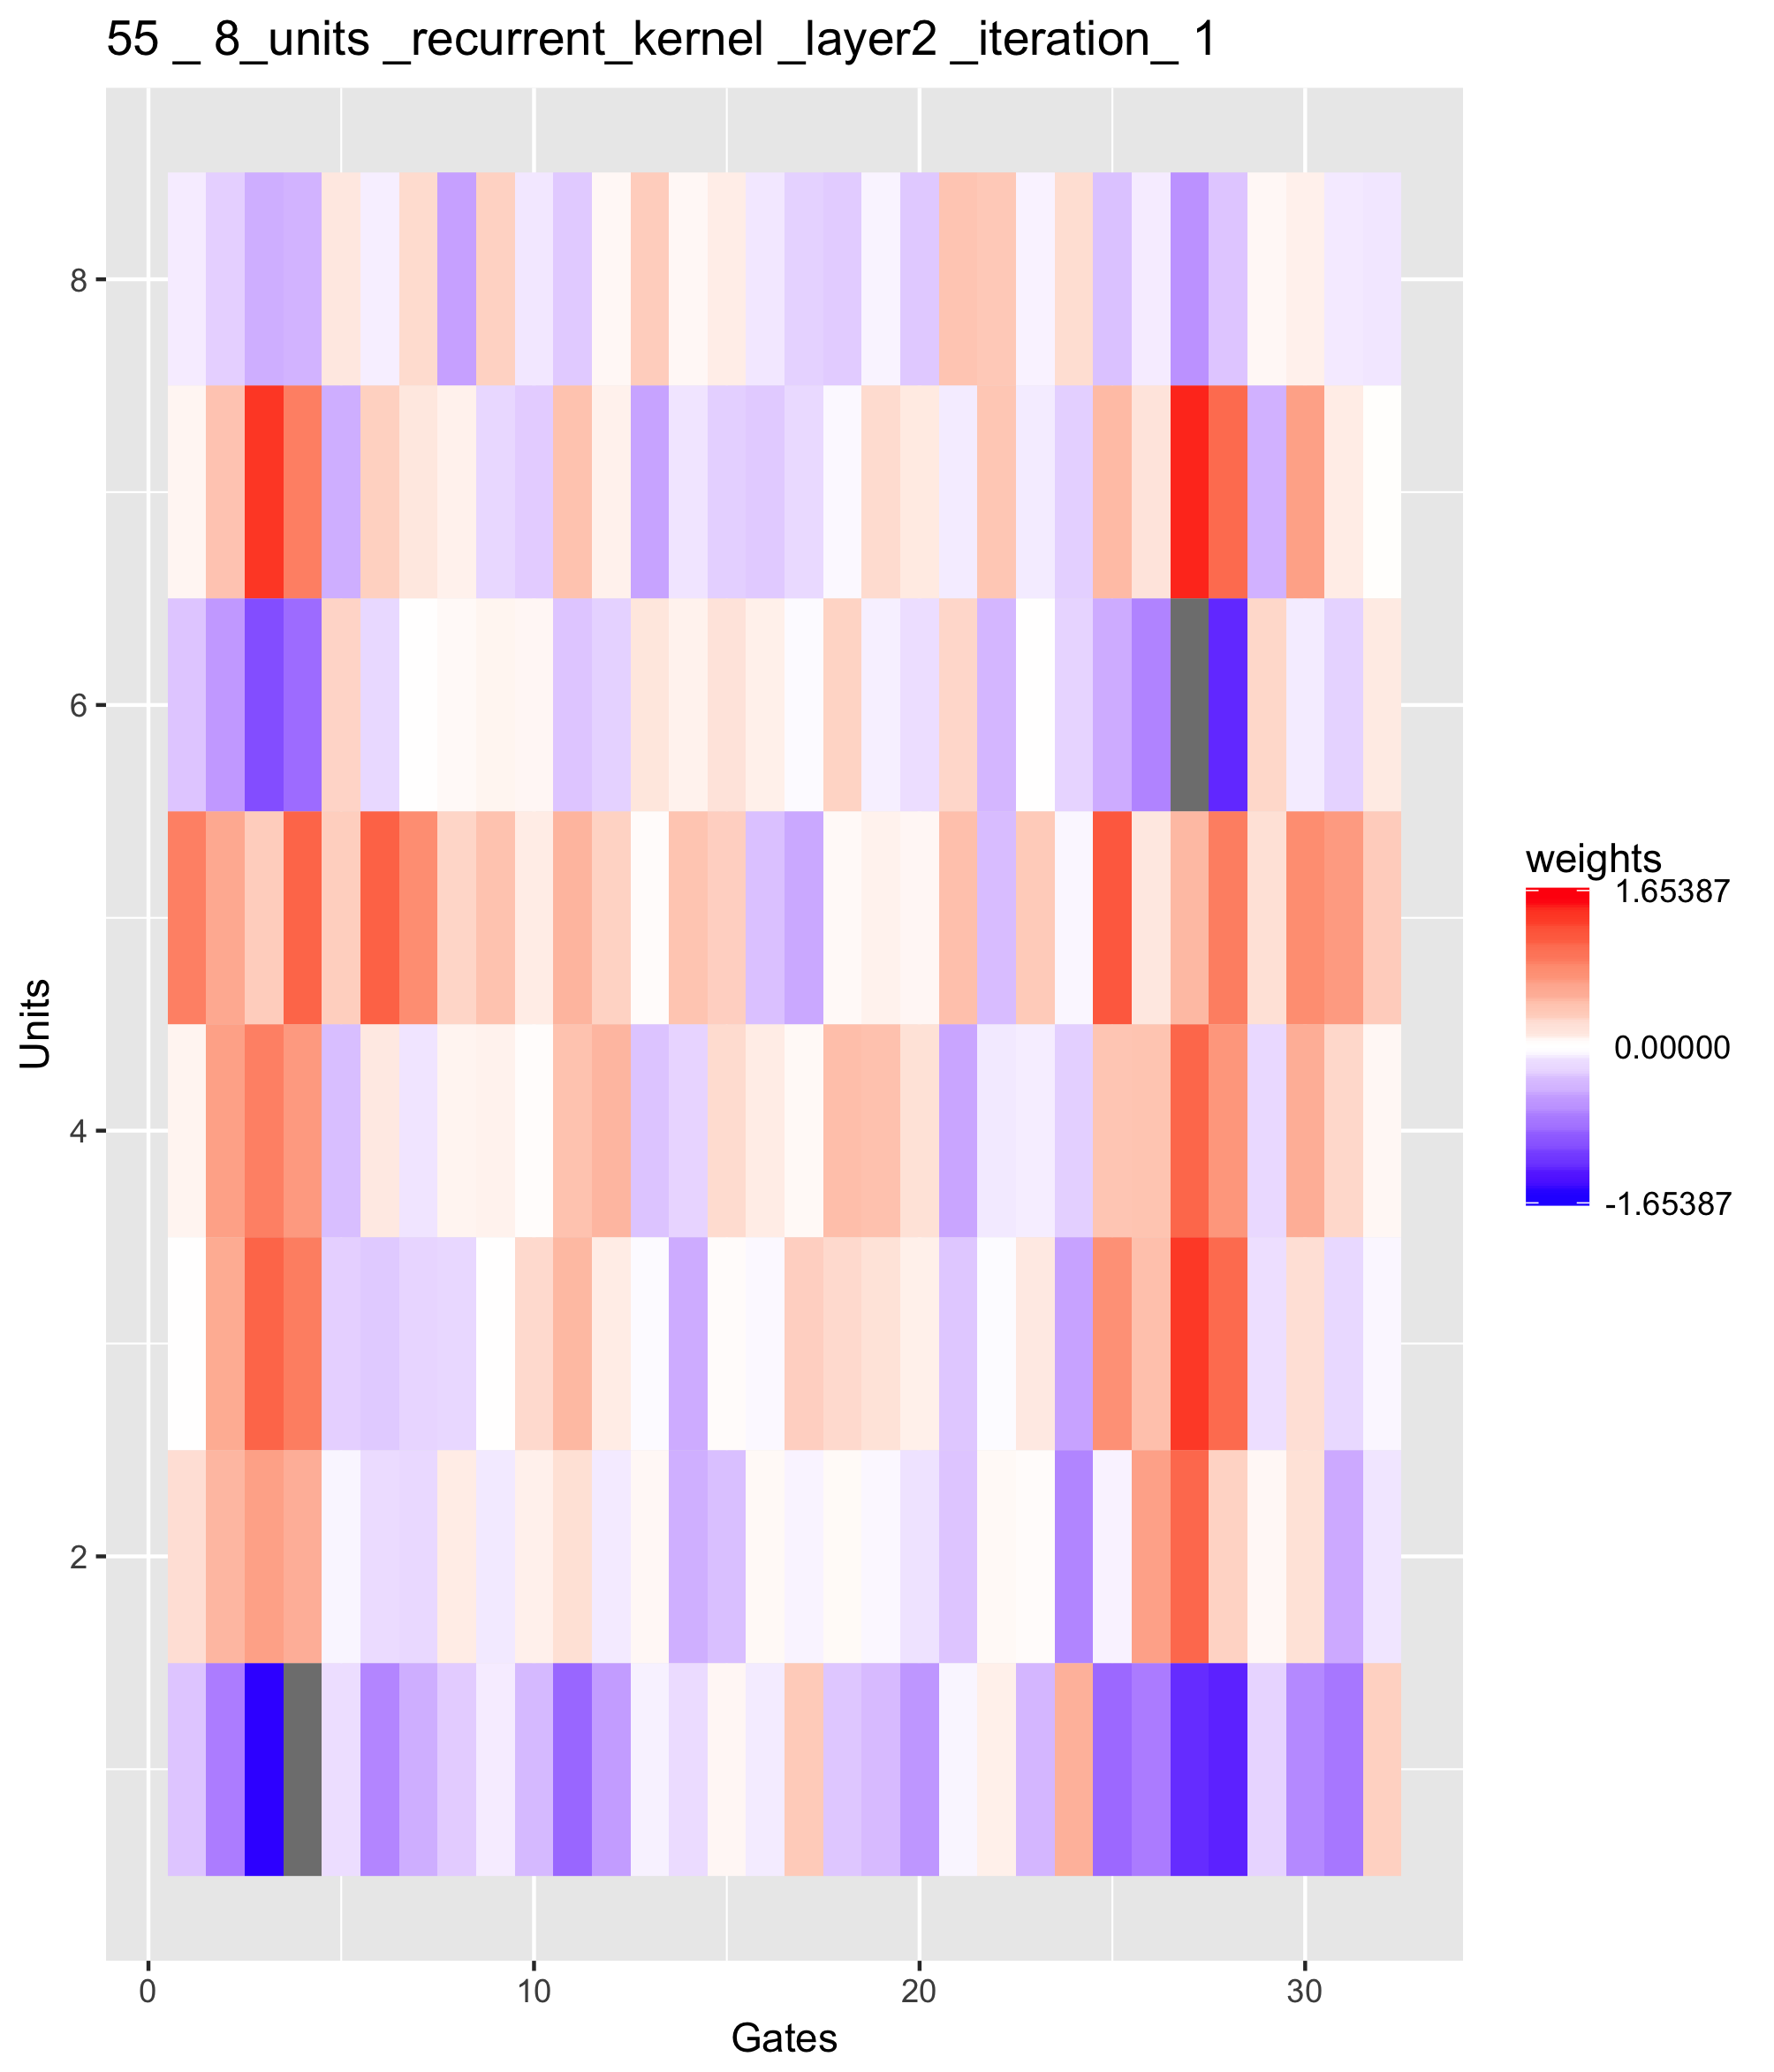 55 _ 8_units _recurrent_kernel _layer2 _iteration_ 1
8
6
4
2
Units
0 10 20 30
Gates
weights
1.65387
0.00000
-1.65387